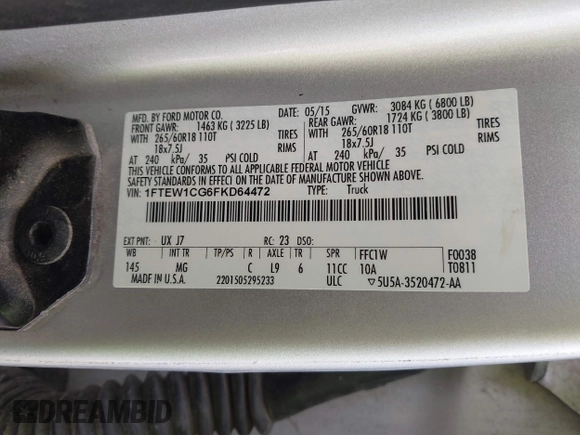 MFD. BY FORD MOTOR CO. DATE: 05/15 GVWR: 3084 KG ( 6800 LB)
FRONT GAWR: 1463 KG ( 3225 LB) REAR GAWR: 1724 KG ( 3800 LB)
WITH 265/60R18 110T TIRES WITH 265/60R18 110T TIRES
18x7.5J RIMS 18x7.5J RIMS
AT 240 kPa/ 35 PSI COLD AT 240 kPa/ 35 PSI COLD
THIS VEHICLE CONFORMS TO ALL APPLICABLE FEDERAL MOTOR VEHICLE
SAFETY AND THEFT PREVENTION STANDARDS IN EFFECT ON THE DATE OF MANUFACTURE SHOWN ABOVE.
VIN: 1FTEW1CG6FKD64472 TYPE: Truck
EXT PNT: UX J7 RC: 23 DSO:
WB INT TR TP/PS R AXLE TR SPR FFC1W F0038
145 MG C L9 6 11CC 10A T0811
MADE IN U.S.A. 2201505295233 ULC ▽5U5A-3520472-AA
DREAMBID